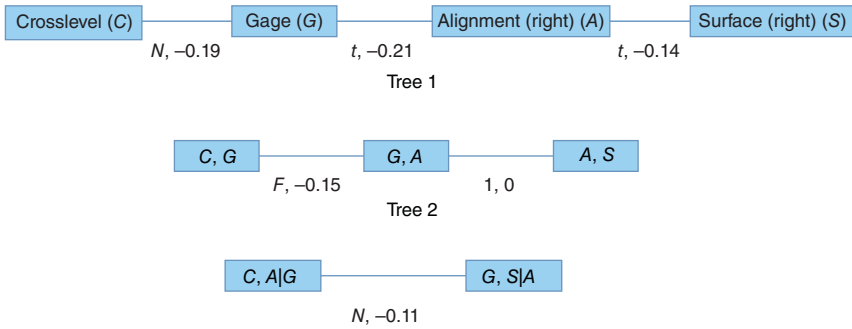 Crosslevel (C) Gage (G) Alignment (right) (A) Surface (right) (S)
N, –0.19 t, –0.21 t, –0.14
Tree 1
C, G G, A A, S
F, –0.15 1, 0
Tree 2
C, A|G G, S|A
N, –0.11